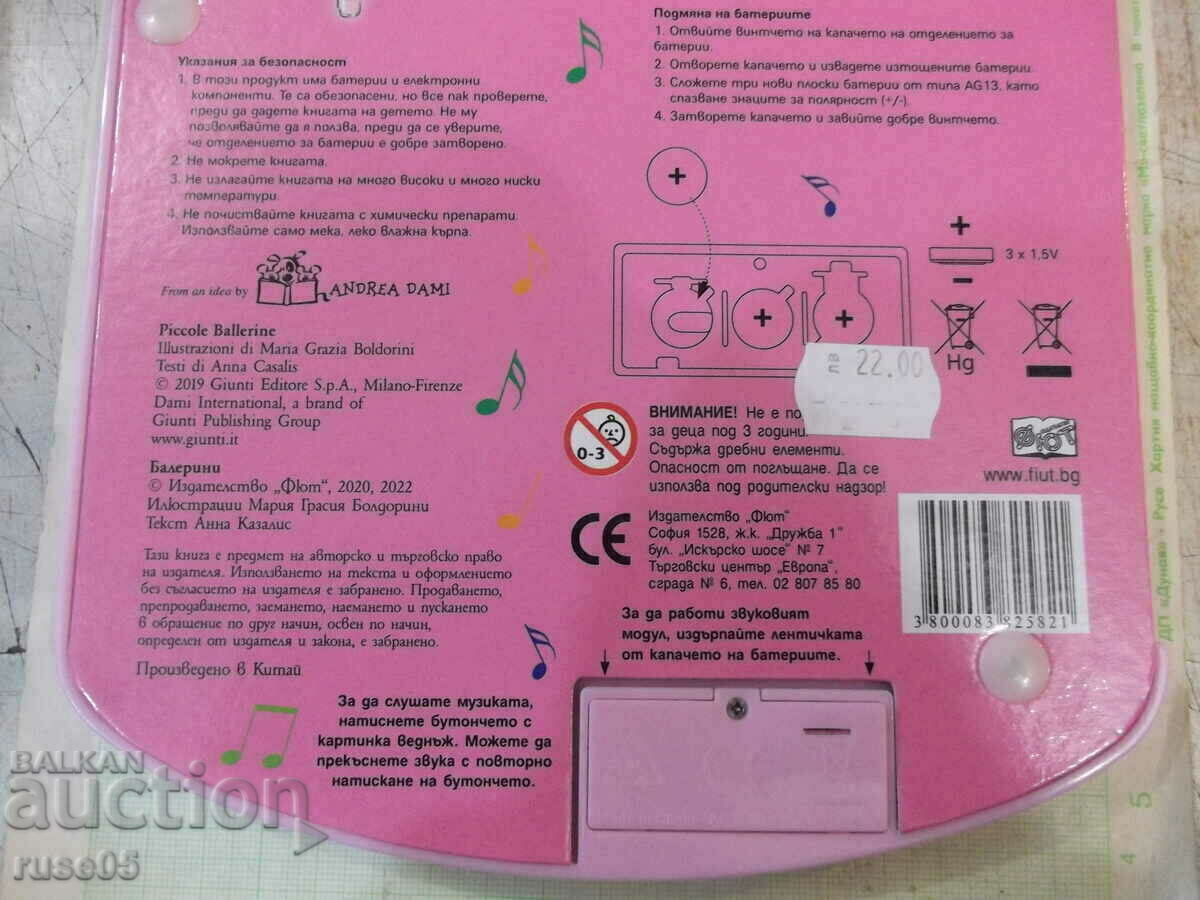 Указания за безопасност
1. В този продукт има батерии и електронни
компоненти. Те са обезопасени, но все пак проверете,
преди да дадете книгата на детето. Не му
позволявайте да я ползва, преди да се уверите,
че отделението за батерии е добре затворено.
2. Не мокрете книгата.
3. Не излагайте книгата на много високи и много ниски
температури.
4. Не почиствайте книгата с химически препарати.
Използвайте само мека, леко влажна кърпа.
From an idea by ANDREA DAMI
Piccole Ballerine
Illustrazioni di Maria Grazia Boldorini
Testi di Anna Casalis
© 2019 Giunti Editore S.p.A., Milano-Firenze
Dami International, a brand of
Giunti Publishing Group
www.giunti.it
Балерини
© Издателство „Фют“, 2020, 2022
Илюстрации Мария Грасия Болдорини
Текст Анна Казалис
Тази книга е предмет на авторско и търговско право
на издателя. Използването на текста и оформлението
без съгласието на издателя е забранено. Продаването,
препродаването, заемането, наемането и пускането
в обращение по друг начин, освен по начин,
определен от издателя и закона, е забранено.
Произведено в Китай
За да слушате музиката,
натиснете бутончето с
картинка веднъж. Можете да
прекъснете звука с повторно
натискане на бутончето.
Подмяна на батериите
1. Отвийте винтчето на капачето на отделението за
батерии.
2. Отворете капачето и извадете изтощените батерии.
3. Сложете три нови плоски батерии от типа AG13, като
спазвате знаците за полярност (+/-).
4. Затворете капачето и завийте добре винтчето.
+
+ +
+
3 x 1,5V
−
Hg
лв 22.00
0-3
ВНИМАНИЕ! Не е по
за деца под 3 години.
Съдържа дребни елементи.
Опасност от поглъщане. Да се
използва под родителски надзор!
ФЮТ
www.fiut.bg
CE
Издателство „Фют“
София 1528, ж.к. „Дружба 1“
бул. „Искърско шосе“ № 7
Търговски център „Европа“,
сграда № 6, тел. 02 807 85 80
3 800083 825821
За да работи звуковият
модул, издърпайте лентичката
от капачето на батериите.
ДП «Дунав» · Русе Хартия нащайно-координатне марка
4 5
BALKAN
auction
ruse05